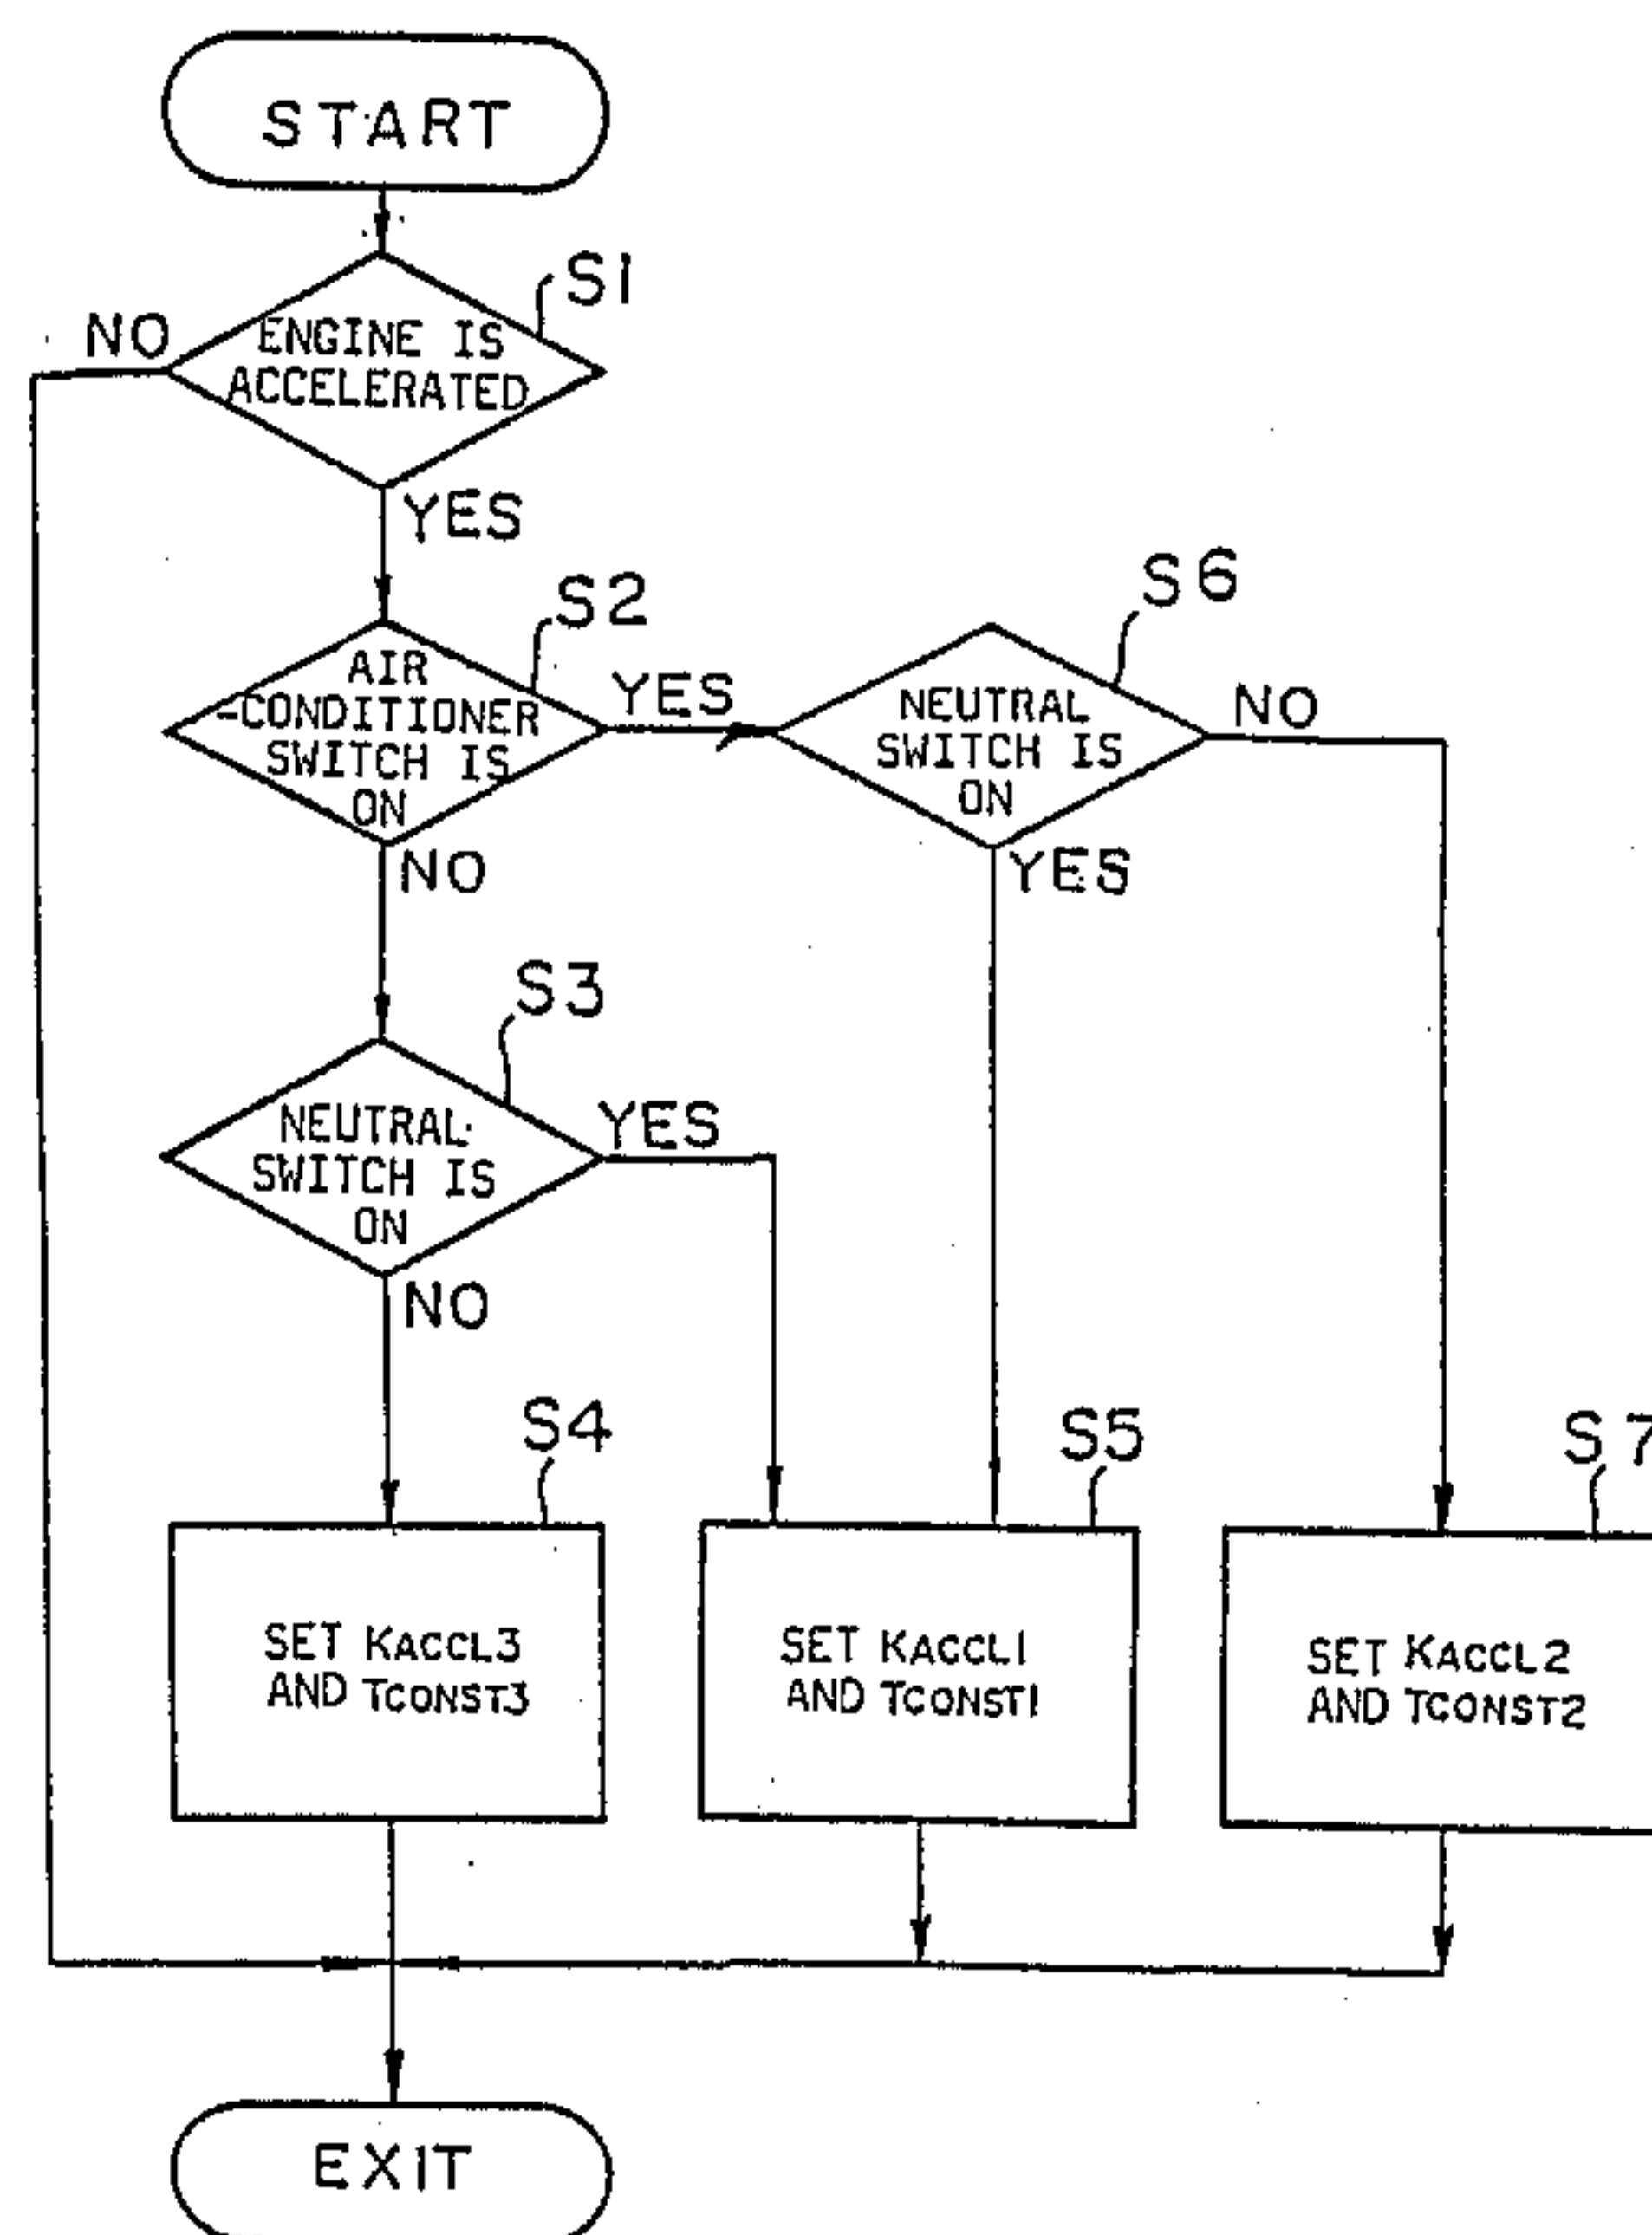 START
S1
NO
ENGINE IS
ACCELERATED
YES
S2
S6
AIR
-CONDITIONER
SWITCH IS
ON
YES
NEUTRAL
SWITCH IS
ON
NO
NO
YES
S3
NEUTRAL
SWITCH IS
ON
YES
NO
S4
S5
S7
SET KACCL3
AND TCONST3
SET KACCL1
AND TCONST1
SET KACCL2
AND TCONST2
EXIT